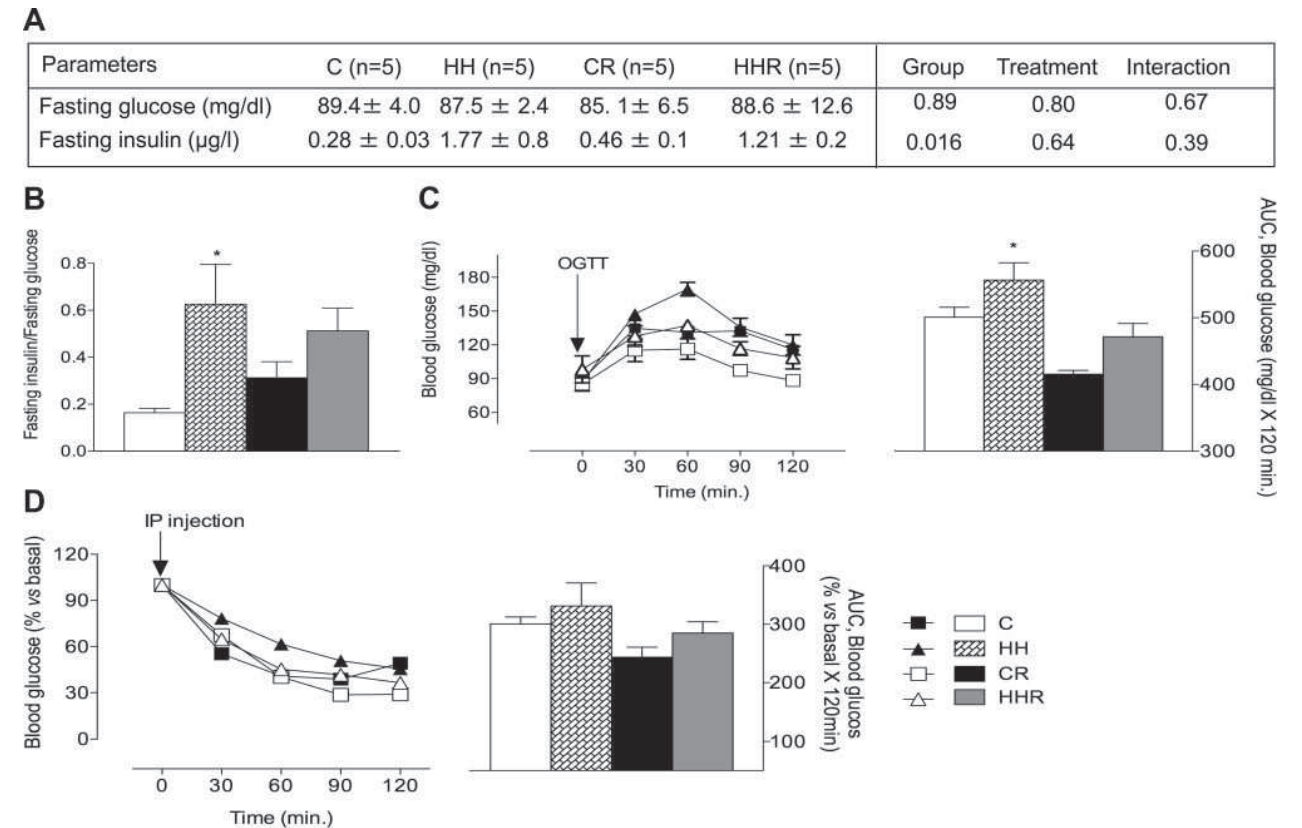 A
Parameters C (n=5) HH (n=5) CR (n=5) HHR (n=5) Group Treatment Interaction
Fasting glucose (mg/dl) 89.4± 4.0 87.5 ± 2.4 85. 1± 6.5 88.6 ± 12.6 0.89 0.80 0.67
Fasting insulin (µg/l) 0.28 ± 0.03 1.77 ± 0.8 0.46 ± 0.1 1.21 ± 0.2 0.016 0.64 0.39
B
Fasting insulin/Fasting glucose
0.8
0.6
0.4
0.2
0.0
*
C
Blood glucose (mg/dl)
180
150
120
90
60
OGTT
0 30 60 90 120
Time (min.)
*
600
500
400
300
AUC, Blood glucose (mg/dl X 120 min.)
D
Blood glucose (% vs basal)
120
90
60
30
0
IP injection
0 30 60 90 120
Time (min.)
400
300
200
100
AUC, Blood glucos
(% vs basal X 120min)
C
HH
CR
HHR